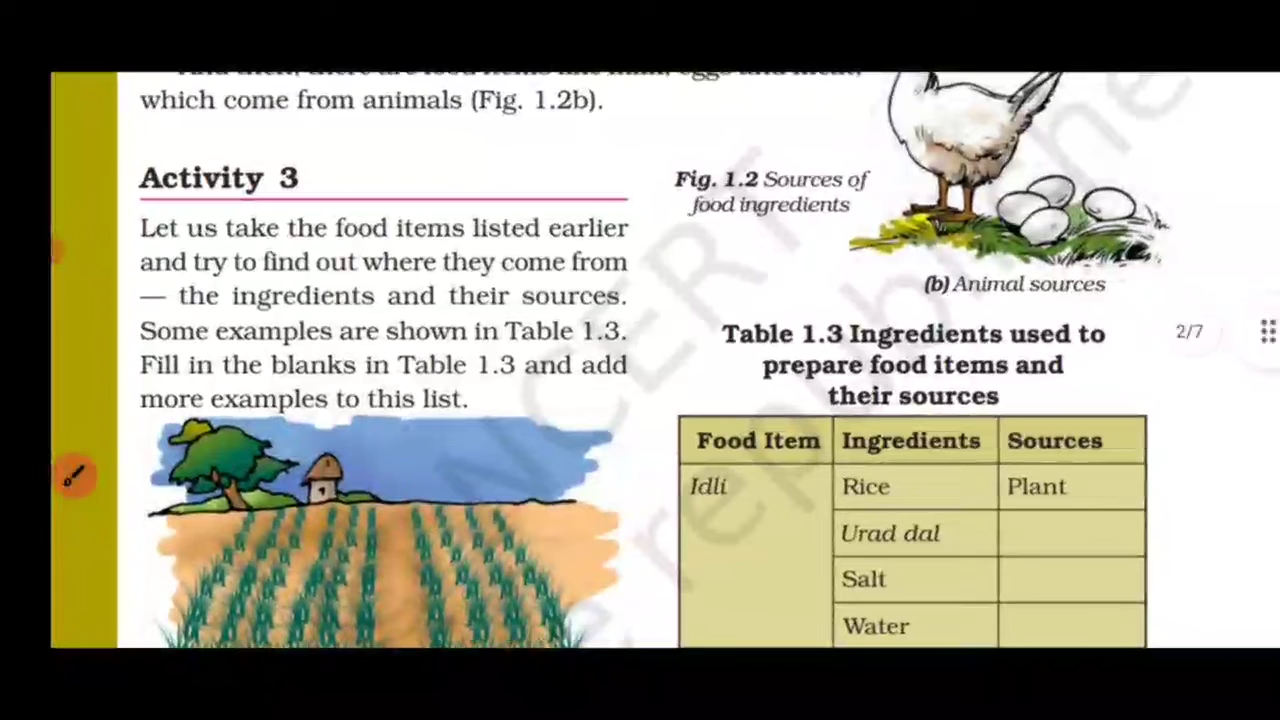 which come from animals (Fig. 1.2b).
Activity 3
Let us take the food items listed earlier
and try to find out where they come from
— the ingredients and their sources.
Some examples are shown in Table 1.3.
Fill in the blanks in Table 1.3 and add
more examples to this list.
Fig. 1.2 Sources of
food ingredients
(b) Animal sources
Table 1.3 Ingredients used to
prepare food items and
their sources
2/7
Food Item Ingredients Sources
Idli Rice Plant
Urad dal
Salt
Water